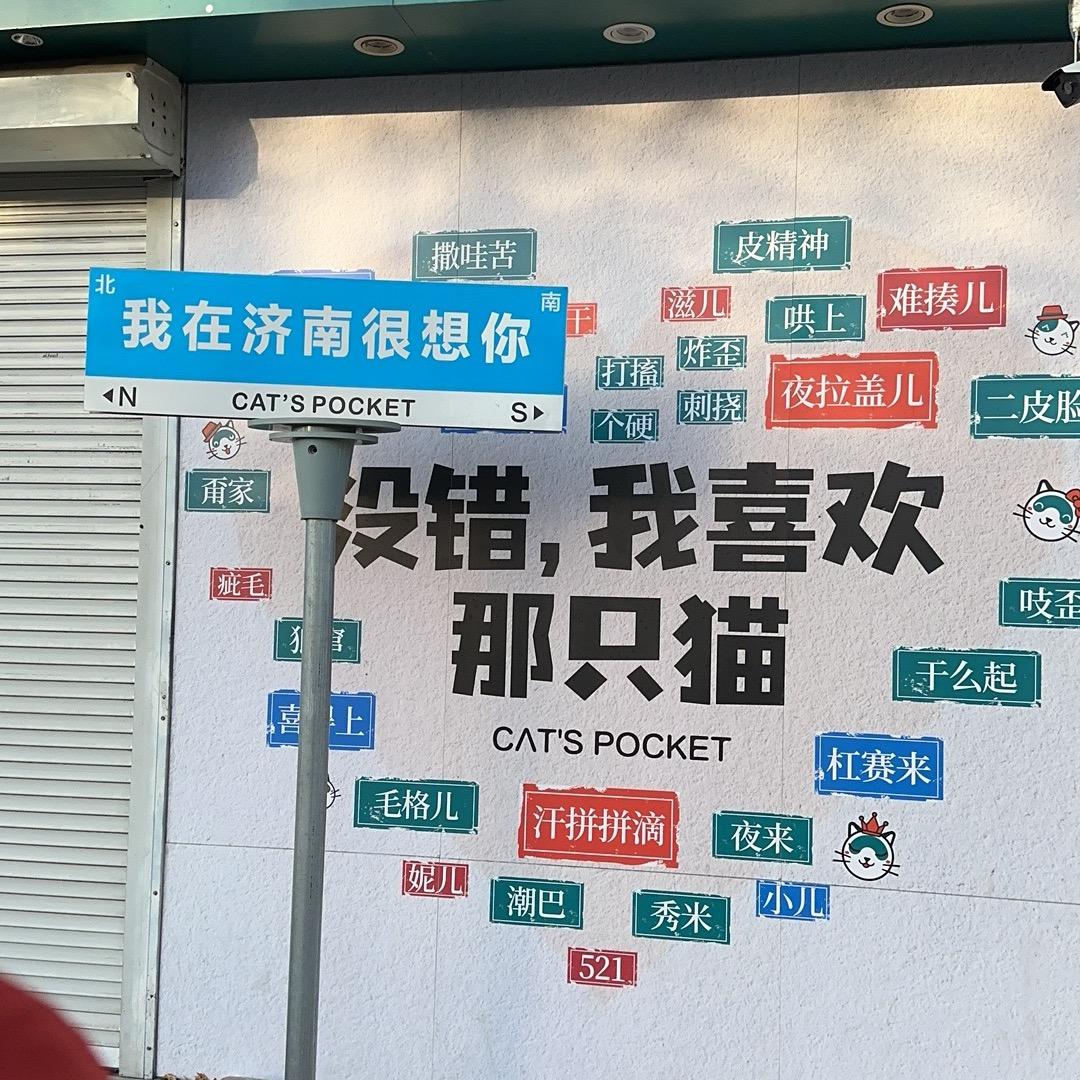 北
南
我在济南很想你
N
CAT'S POCKET
S
撒哇苦
皮精神
滋儿
哄上
难揍儿
炸歪
打搐
夜拉盖儿
二皮脸
刺挠
个硬
甭家
没错,我喜欢
那只猫
CAT'S POCKET
疵毛
吱歪
干么起
杠赛来
毛格儿
汗拼拼滴
夜来
妮儿
潮巴
秀米
小儿
521